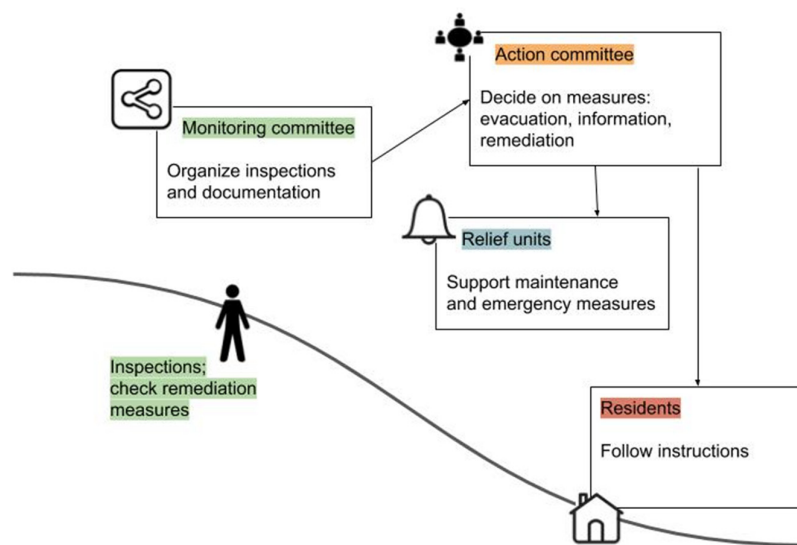 Action committee
Decide on measures:
evacuation, information,
remediation
Monitoring committee
Organize inspections
and documentation
Relief units
Support maintenance
and emergency measures
Inspections;
check remediation
measures
Residents
Follow instructions